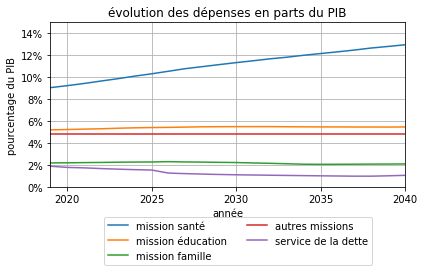 évolution des dépenses en parts du PIB
14%
12%
10%
8%
6%
4%
2%
0%
pourcentage du PIB
2020
2025
2030
2035
2040
année
mission santé
mission éducation
mission famille
autres missions
service de la dette